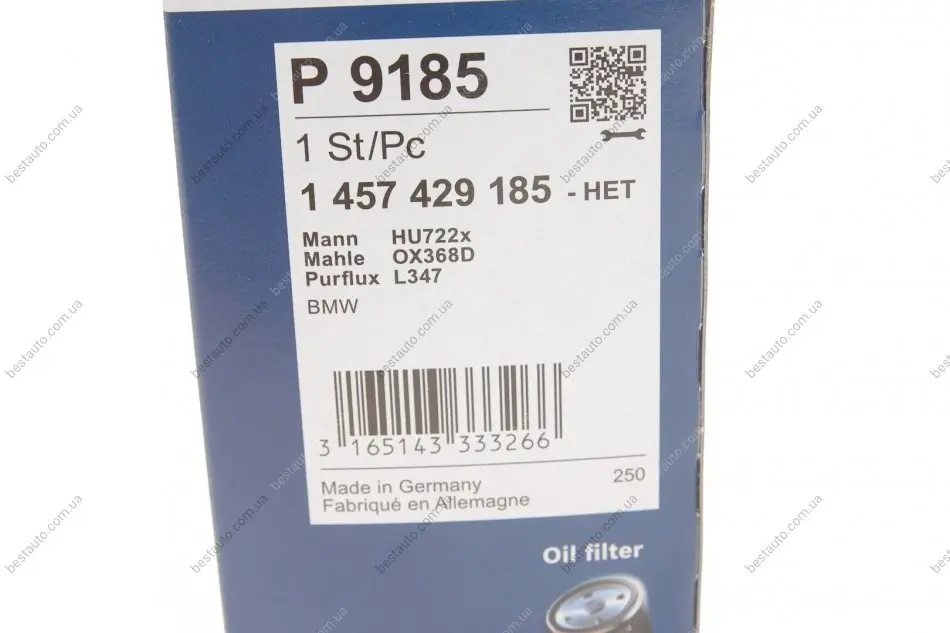 P 9185
1 St/Pc
1 457 429 185 - HET
Mann HU722x
Mahle OX368D
Purflux L347
BMW
3 165143 333266
250
Made in Germany
Fabriqué en Allemagne
Oil filter
bestauto.com.ua